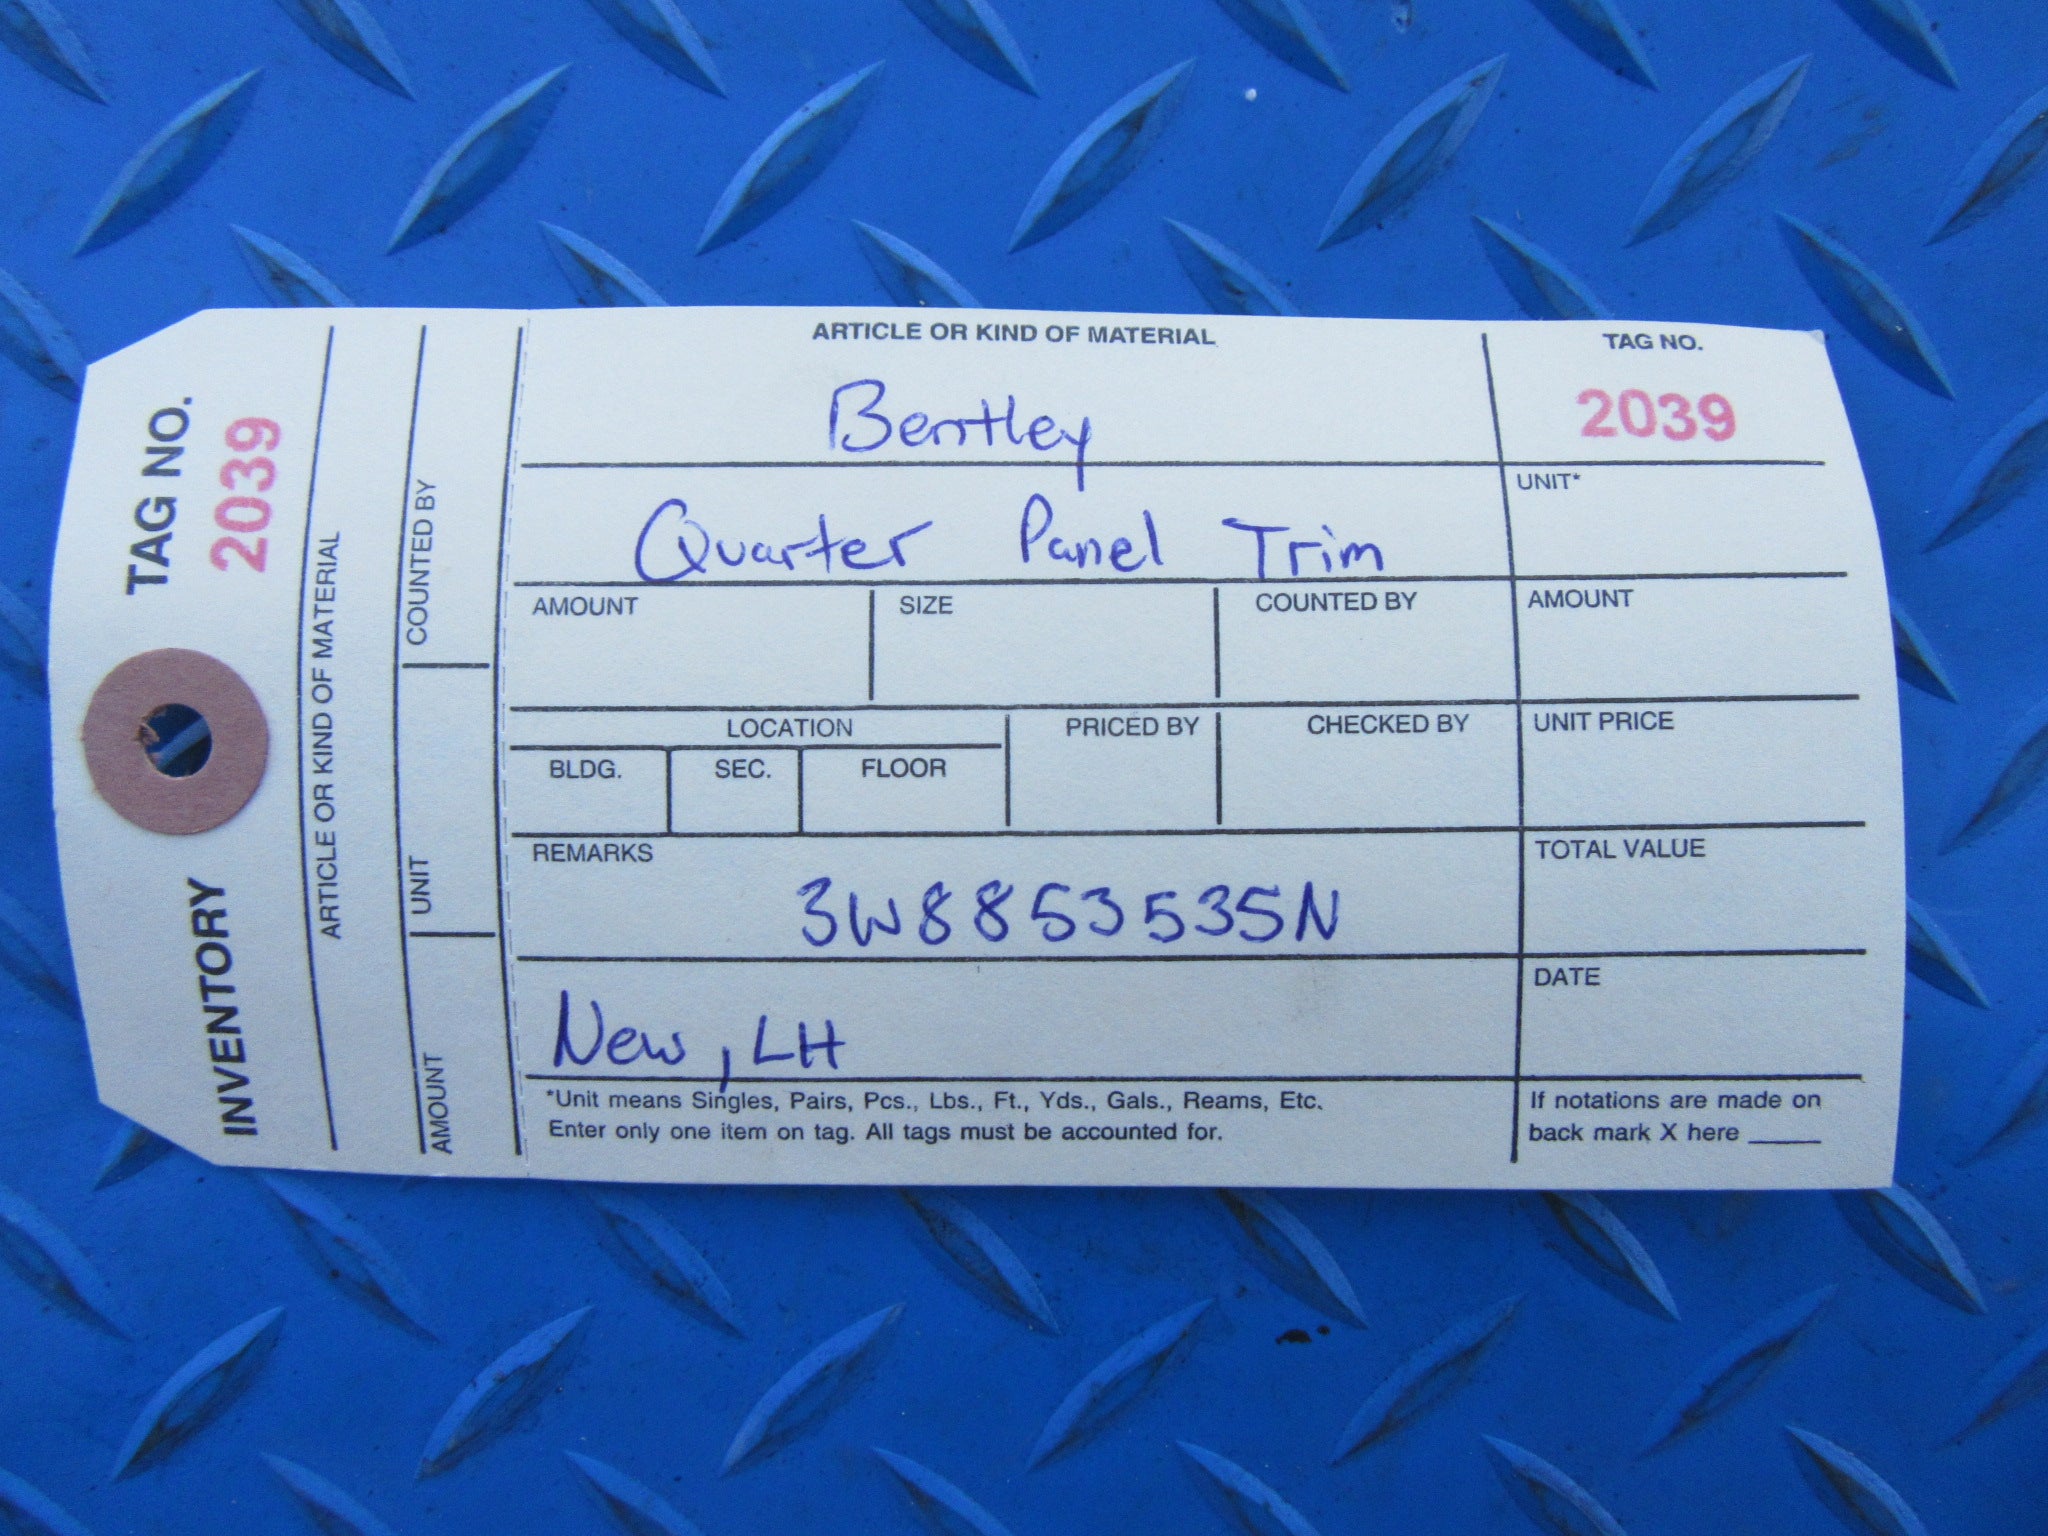 TAG NO.
2039
INVENTORY
ARTICLE OR KIND OF MATERIAL
COUNTED BY
UNIT
AMOUNT
ARTICLE OR KIND OF MATERIAL
Bentley
TAG NO.
2039
Quarter Panel Trim
UNIT*
AMOUNT
SIZE
COUNTED BY
AMOUNT
LOCATION
PRICED BY
CHECKED BY
UNIT PRICE
BLDG.
SEC.
FLOOR
REMARKS
3W8853535N
TOTAL VALUE
New, LH
DATE
*Unit means Singles, Pairs, Pcs., Lbs., Ft., Yds., Gals., Reams, Etc.
Enter only one item on tag. All tags must be accounted for.
If notations are made on
back mark X here _____